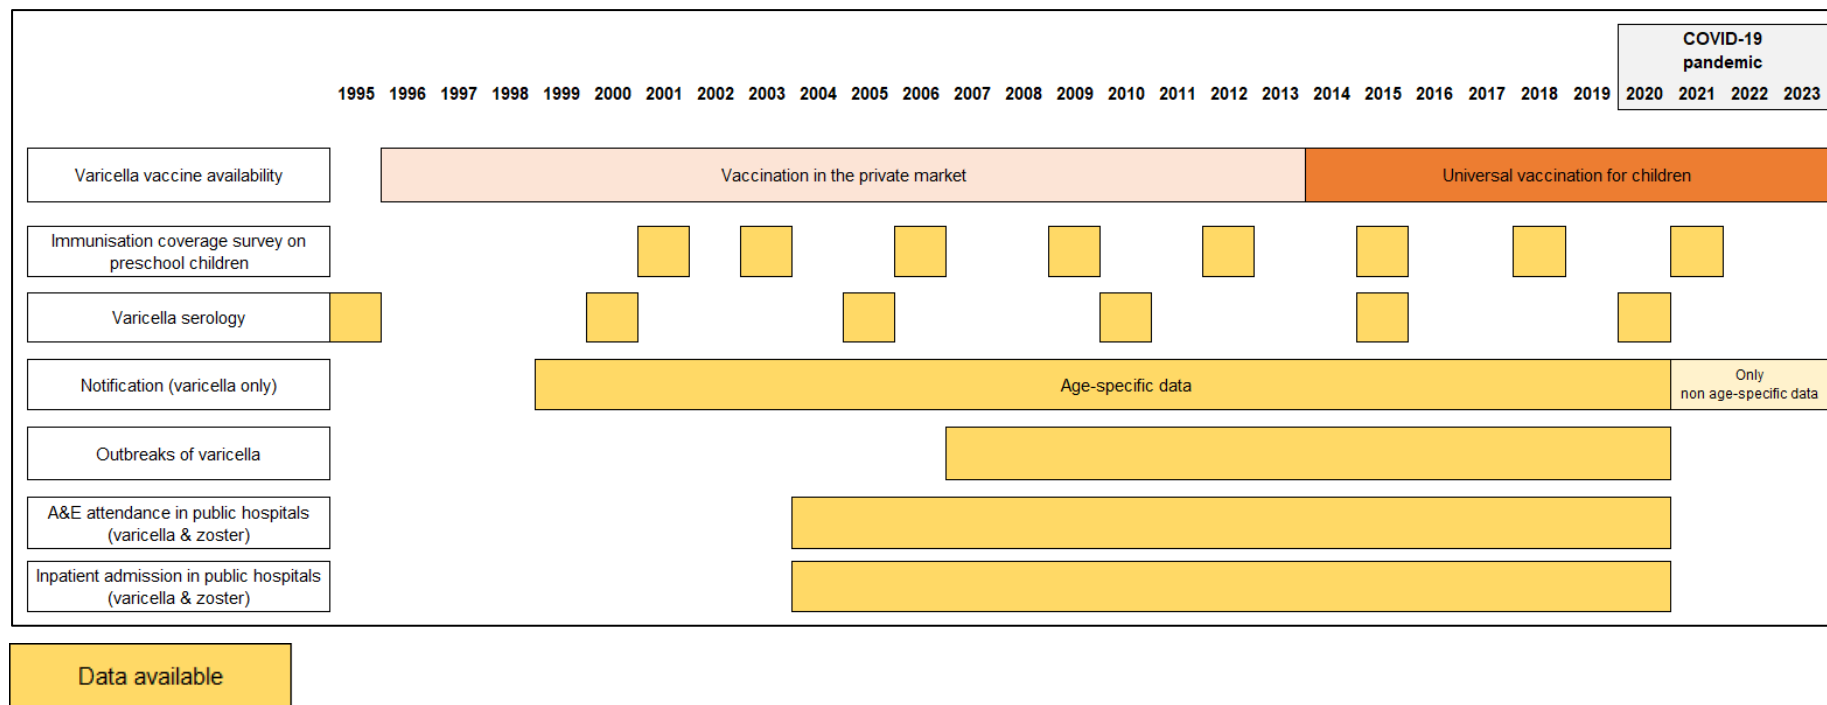 COVID-19
pandemic
1995 1996 1997 1998 1999 2000 2001 2002 2003 2004 2005 2006 2007 2008 2009 2010 2011 2012 2013 2014 2015 2016 2017 2018 2019 2020 2021 2022 2023
Varicella vaccine availability
Vaccination in the private market
Universal vaccination for children
Immunisation coverage survey on
preschool children
Varicella serology
Notification (varicella only)
Age-specific data
Only
non age-specific data
Outbreaks of varicella
A&E attendance in public hospitals
(varicella & zoster)
Inpatient admission in public hospitals
(varicella & zoster)
Data available